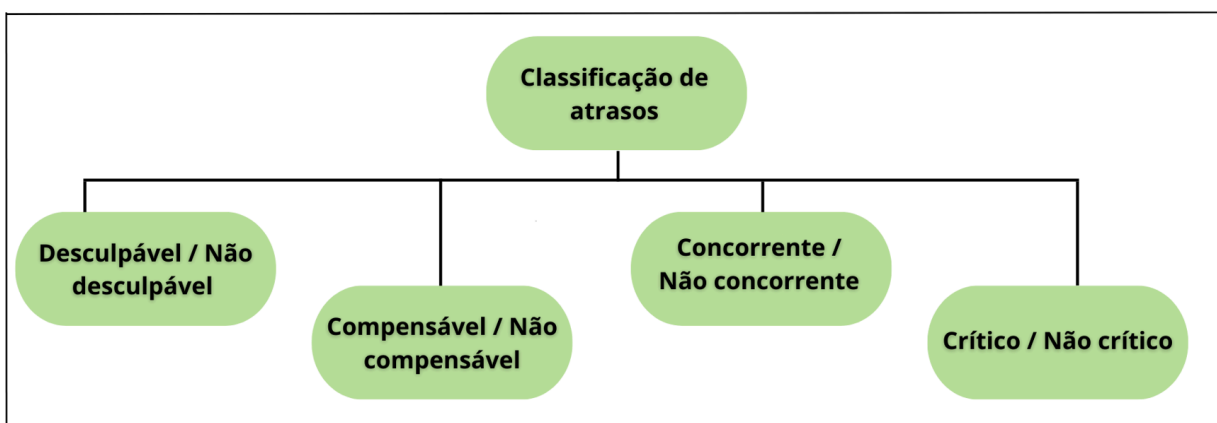 Classificação de
atrasos
Desculpável / Não
desculpável
Compensável / Não
compensável
Concorrente /
Não concorrente
Crítico / Não crítico